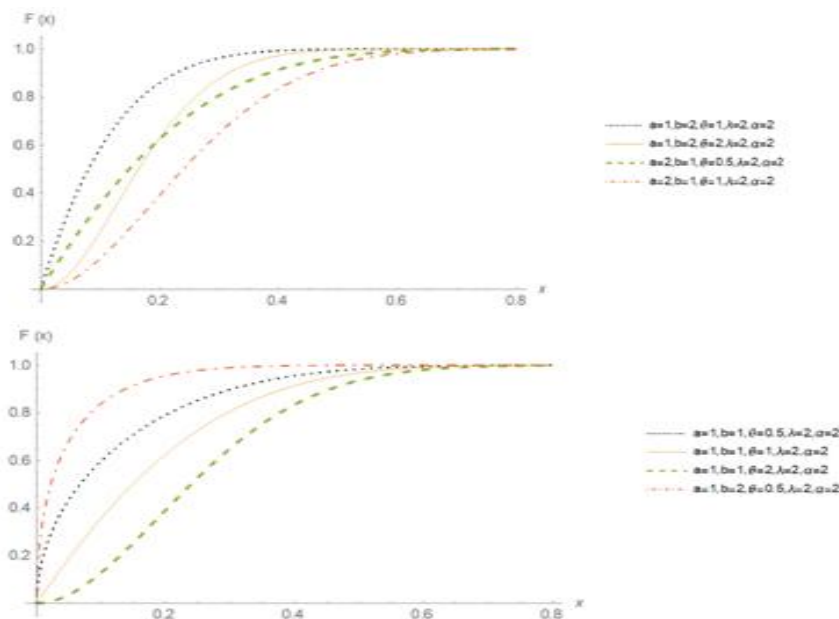 F (x)
1.0
0.8
0.6
0.4
0.2
0.2 0.4 0.6 0.8 x
a=1,b=2,θ=1,λ=2,α=2
a=1,b=2,θ=2,λ=2,α=2
a=2,b=1,θ=0.5,λ=2,α=2
a=2,b=1,θ=1,λ=2,α=2
F (x)
1.0
0.8
0.6
0.4
0.2
0.2 0.4 0.6 0.8 x
a=1,b=1,θ=0.5,λ=2,α=2
a=1,b=1,θ=1,λ=2,α=2
a=1,b=1,θ=2,λ=2,α=2
a=1,b=2,θ=0.5,λ=2,α=2